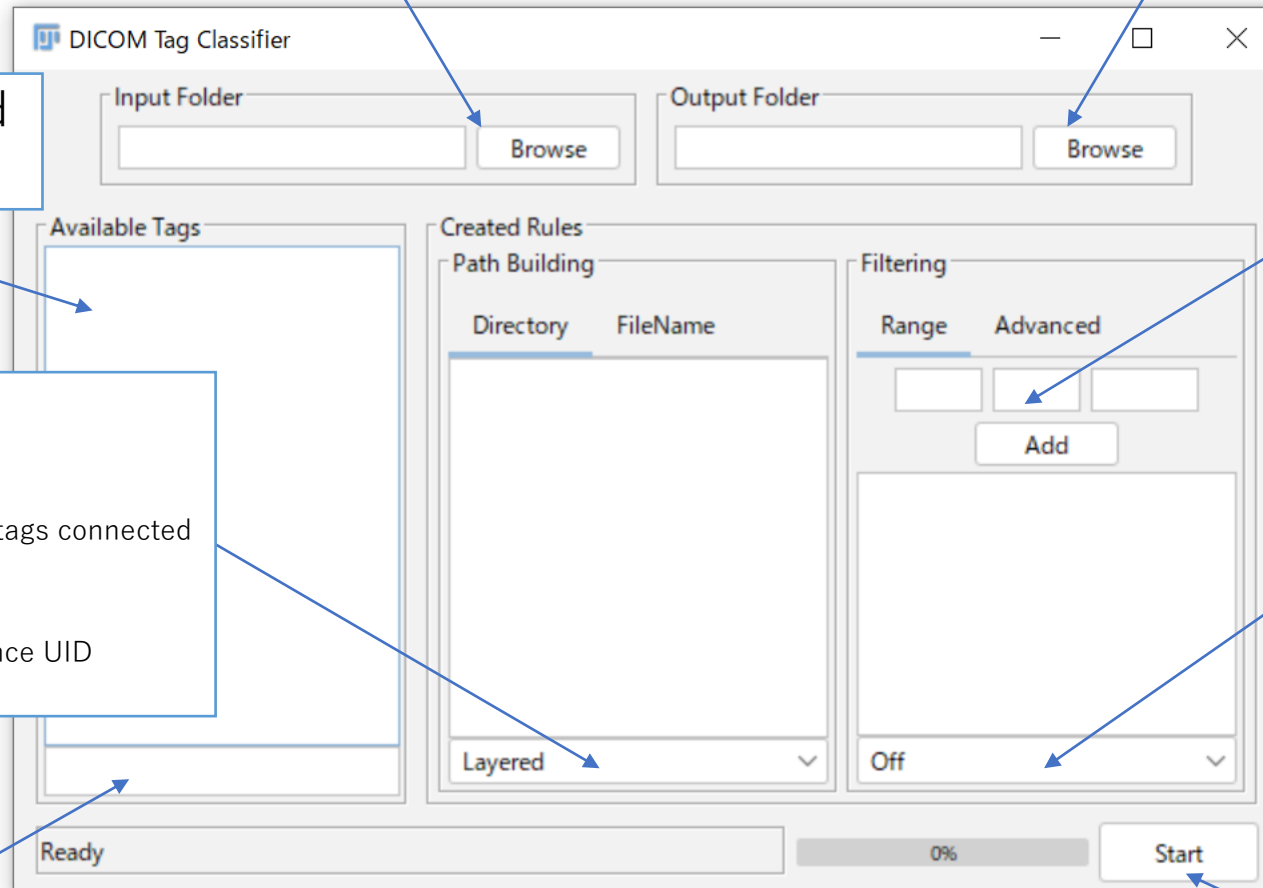 DICOM Tag Classifier
Input Folder
Output Folder
Browse
Browse
Available Tags
Created Rules
Path Building
Filtering
Directory
FileName
Range
Advanced
Add
tags connected
UID
Layered
Off
Ready
0%
Start